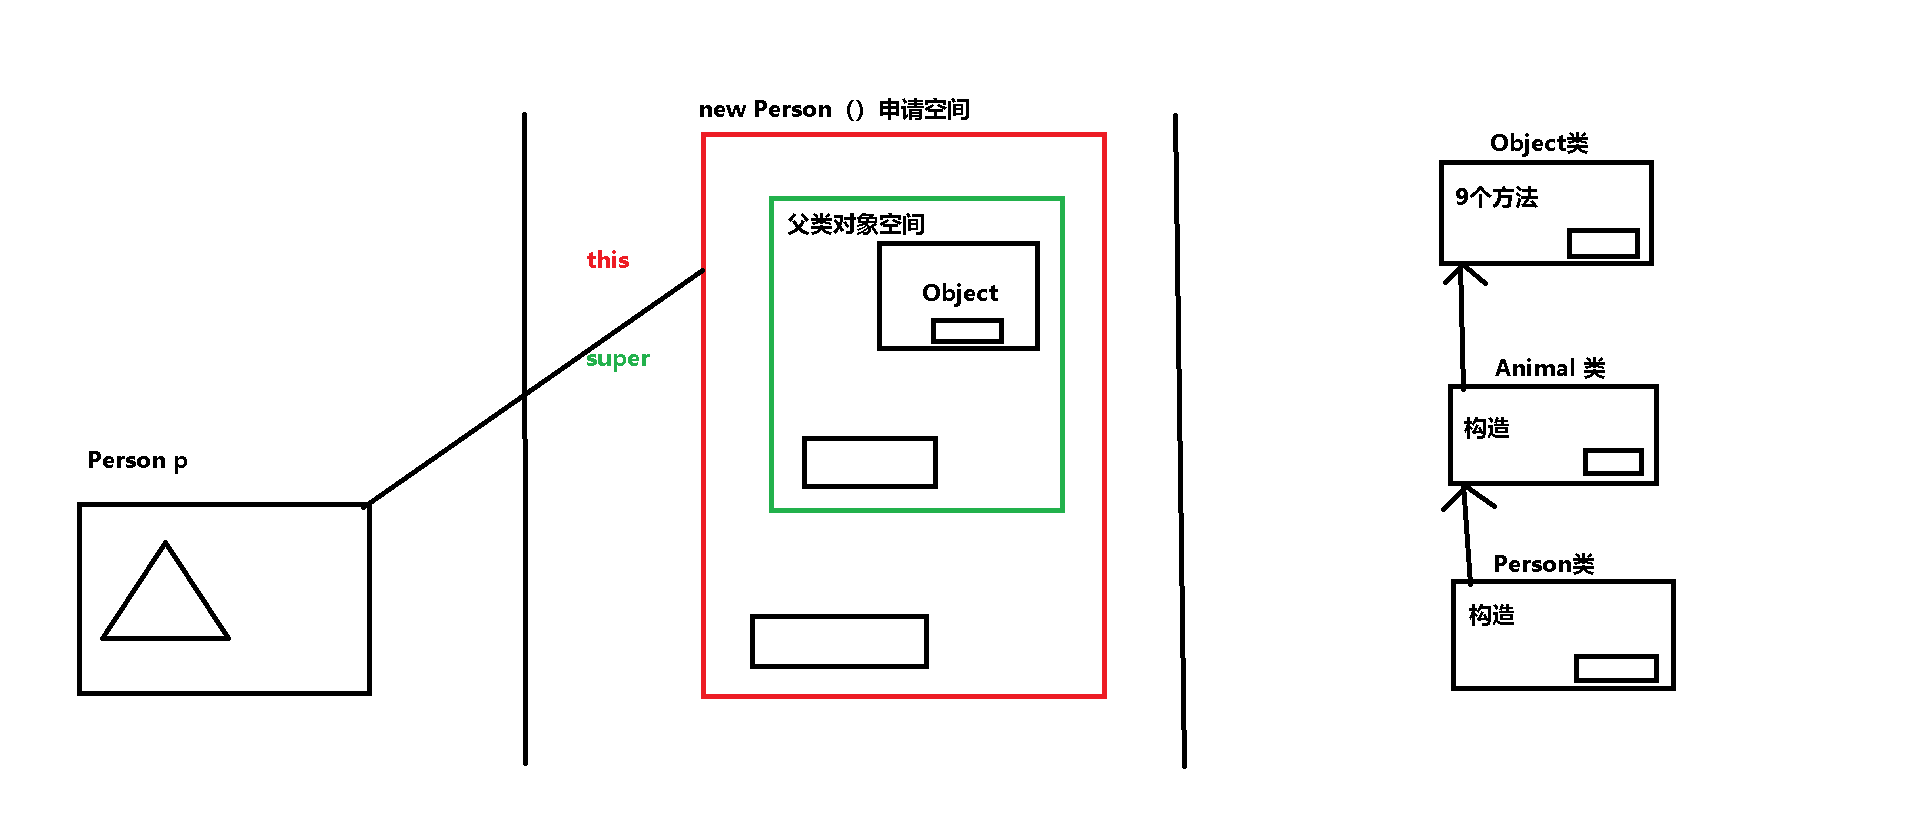 Person p
this
super
new Person （）申请空间
父类对象空间
Object
Object类
9个方法
Animal 类
构造
Person类
构造